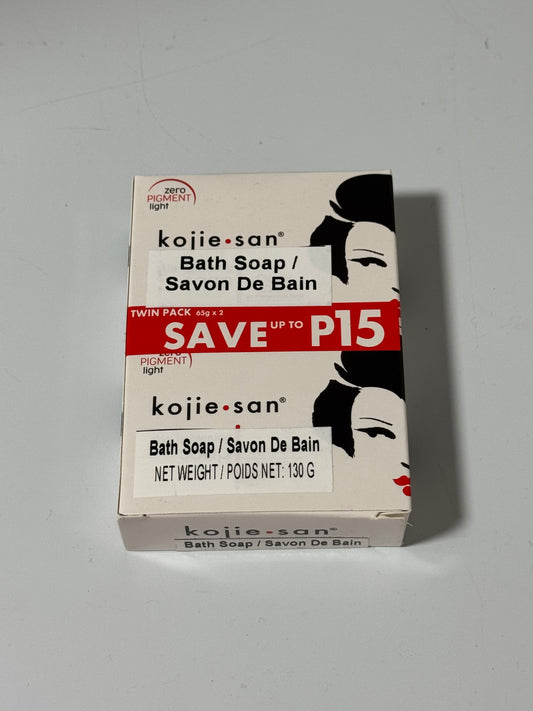 zero
PIGMENT
light
kojie•san®
Bath Soap /
Savon De Bain
TWIN PACK 65g x 2
SAVE UP TO P15
zero
PIGMENT
light
kojie•san®
Bath Soap / Savon De Bain
NET WEIGHT / POIDS NET: 130 G
kojie•san®
Bath Soap / Savon De Bain